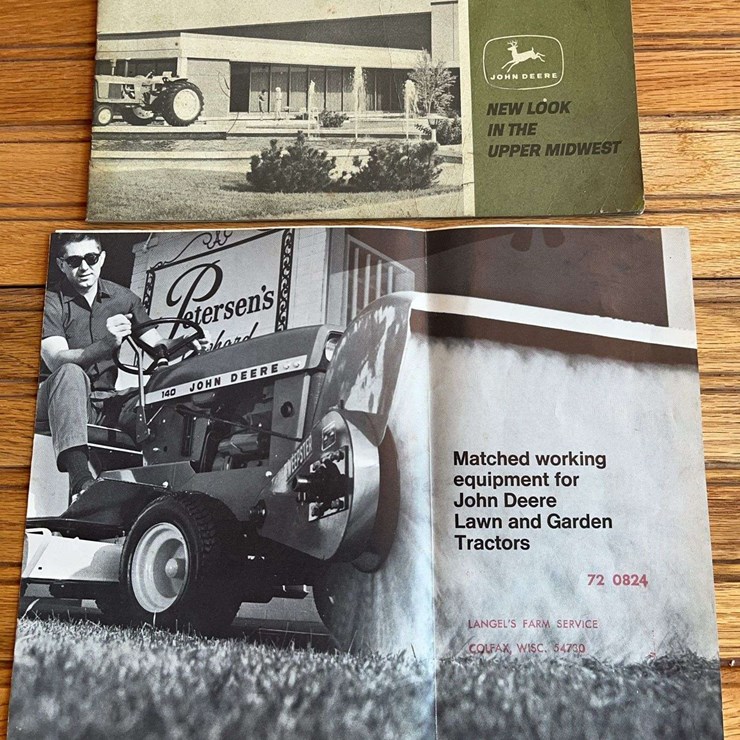 JOHN DEERE
NEW LOOK
IN THE
UPPER MIDWEST
Petersen's
140 JOHN DEERE
Matched working
equipment for
John Deere
Lawn and Garden
Tractors
72 0824
LANGEL'S FARM SERVICE
COLFAX, WISC. 54730